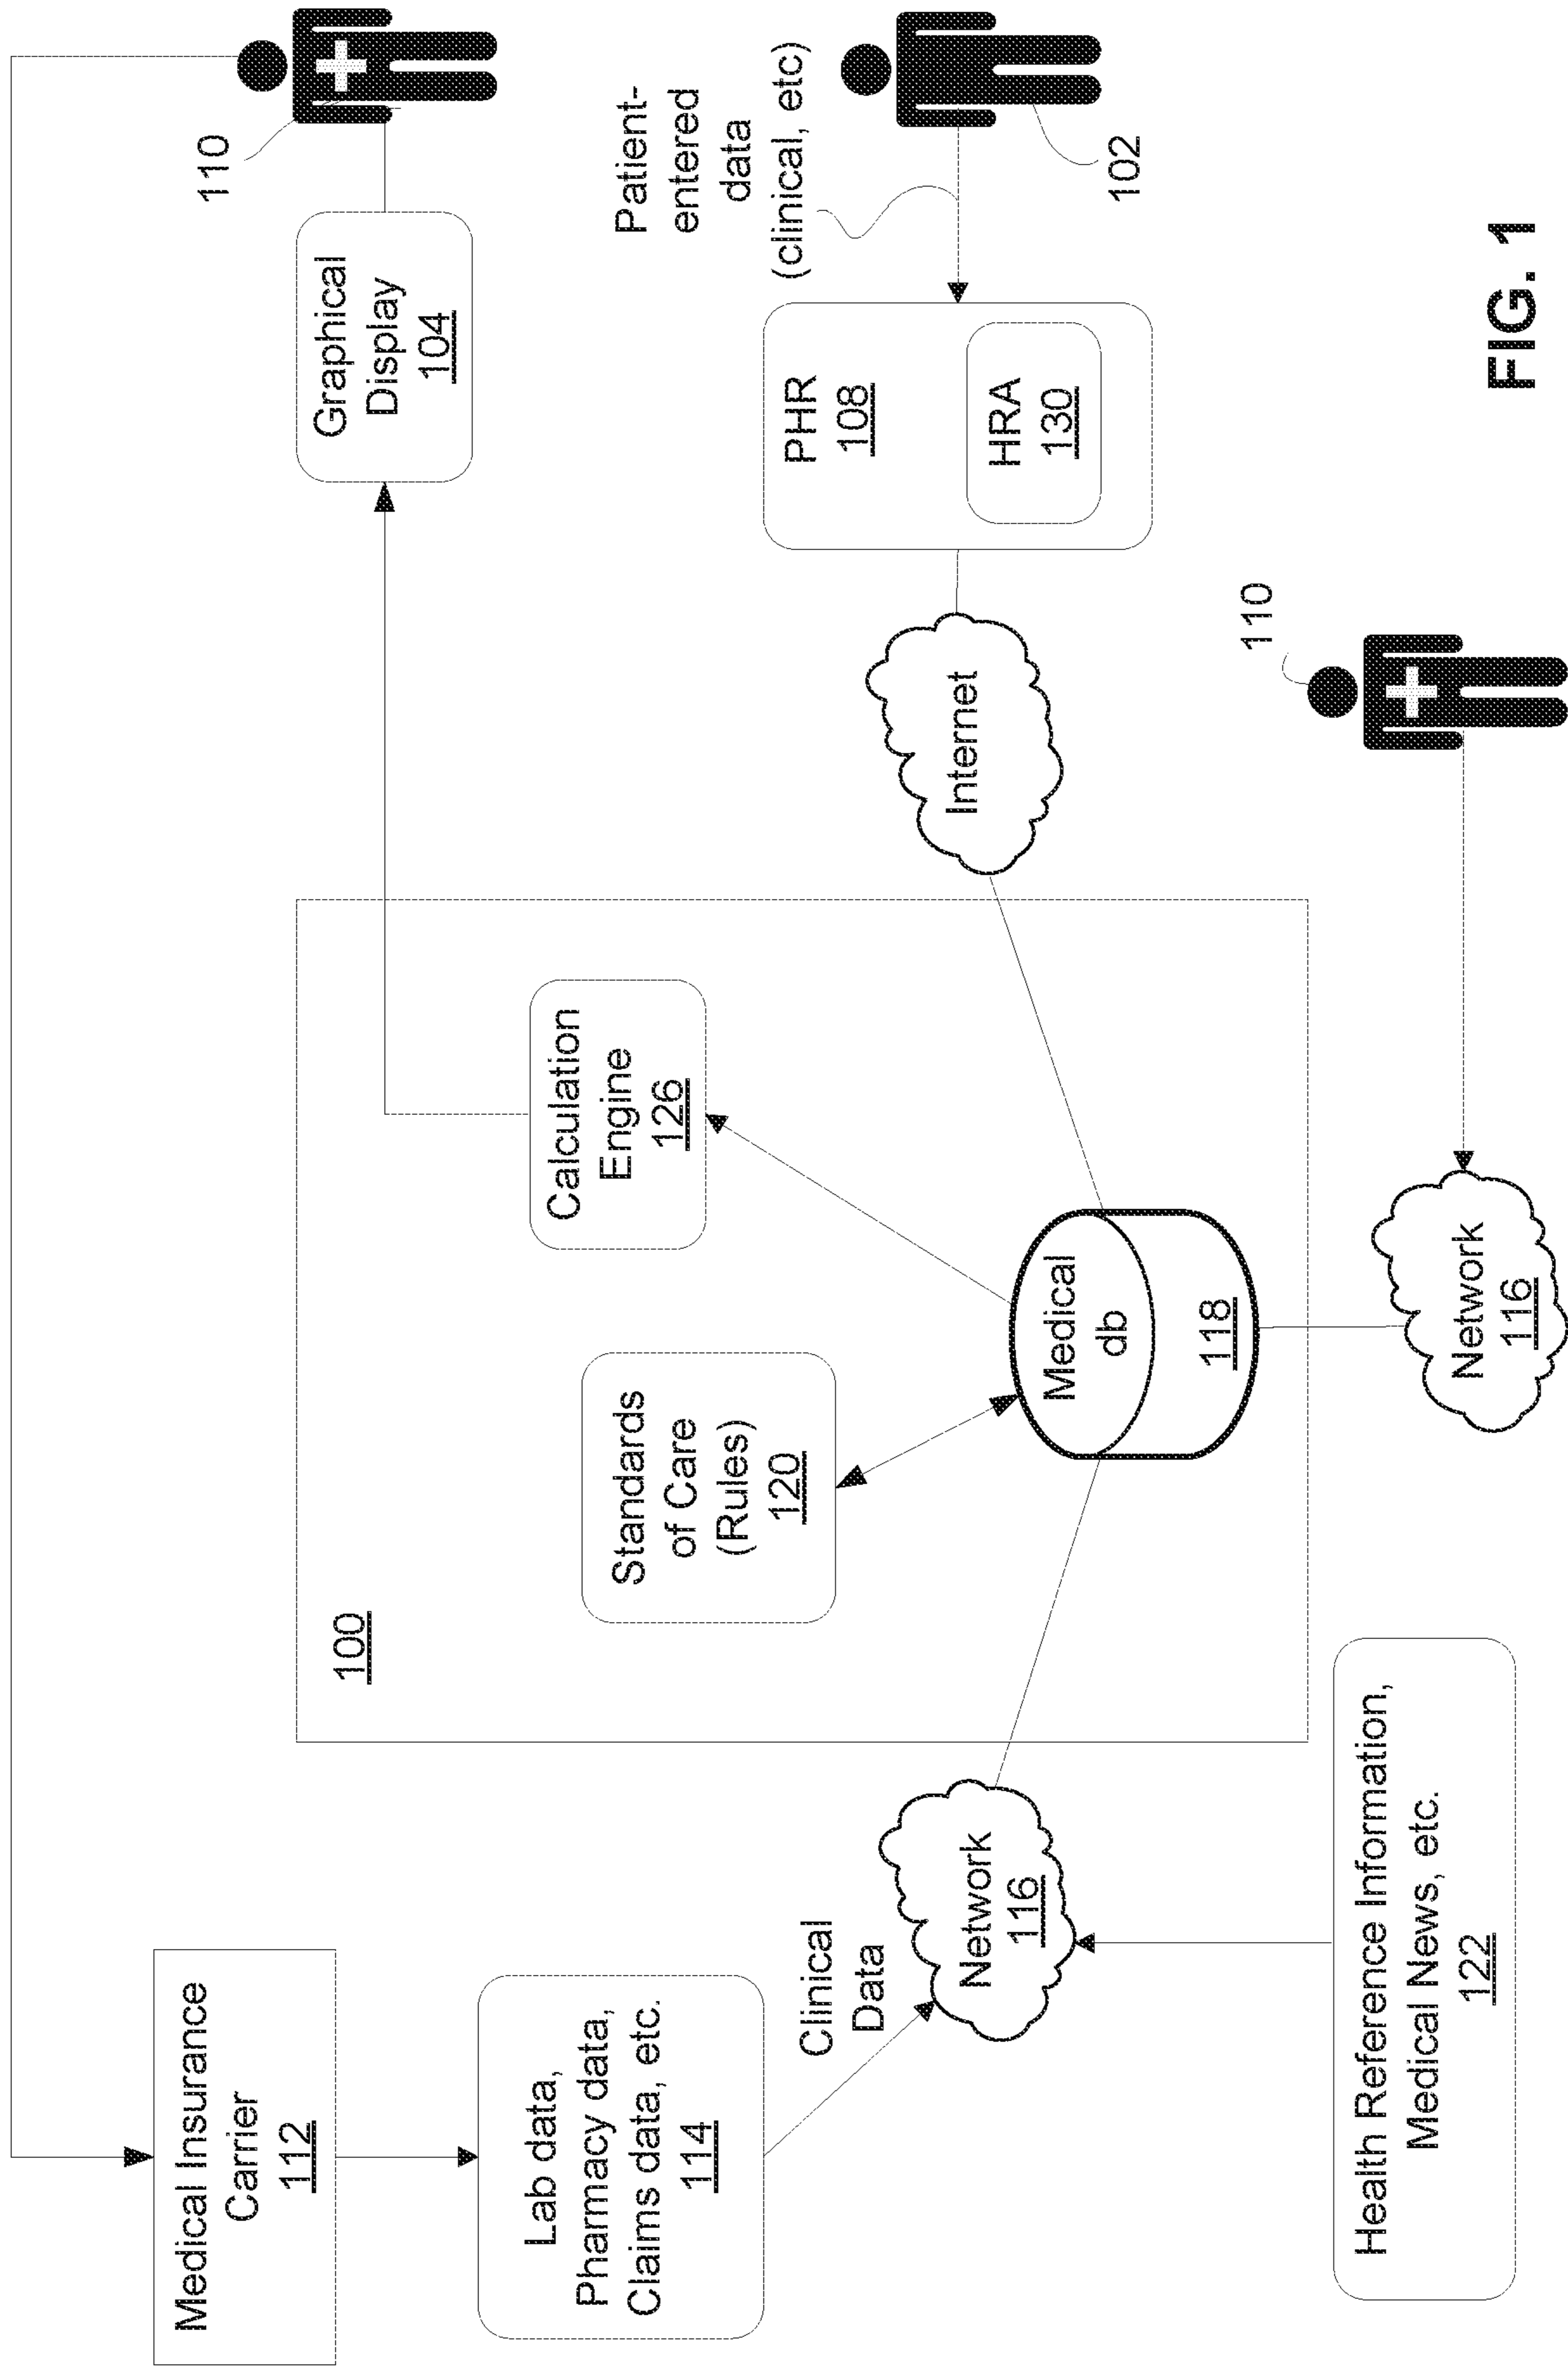 Medical Insurance
Carrier
112
Lab data,
Pharmacy data,
Claims data, etc.
114
Clinical
Data
Network
116
Health Reference Information,
Medical News, etc.
122
100
Standards
of Care
(Rules)
120
Calculation
Engine
126
Medical
db
118
Network
116
Internet
Graphical
Display
104
110
PHR
108
HRA
130
Patient-
entered
data
(clinical, etc)
102
110
FIG. 1